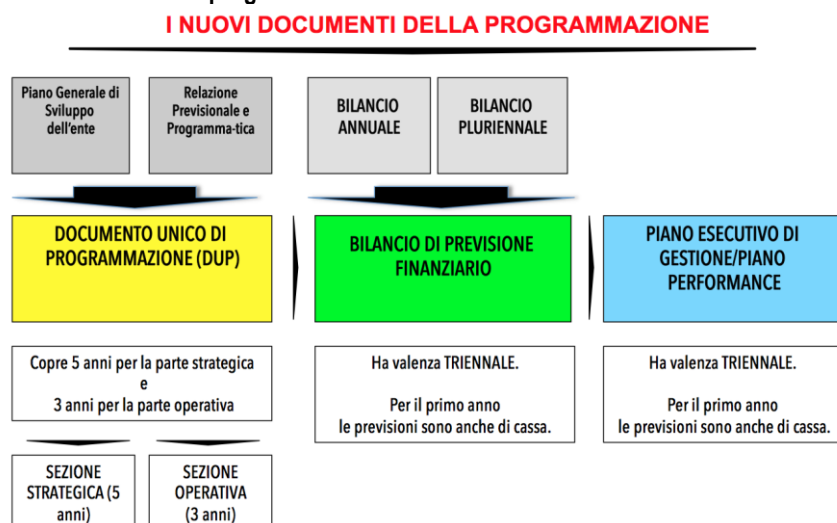 I NUOVI DOCUMENTI DELLA PROGRAMMAZIONE
Piano Generale di
Sviluppo
dell'ente
Relazione
Previsionale e
Programma-tica
BILANCIO
ANNUALE
BILANCIO
PLURIENNALE
DOCUMENTO UNICO DI
PROGRAMMAZIONE (DUP)
BILANCIO DI PREVISIONE
FINANZIARIO
PIANO ESECUTIVO DI
GESTIONE/PIANO
PERFORMANCE
Copre 5 anni per la parte strategica
e
3 anni per la parte operativa
Ha valenza TRIENNALE.
Per il primo anno
le previsioni sono anche di cassa.
Ha valenza TRIENNALE.
Per il primo anno
le previsioni sono anche di cassa.
SEZIONE
STRATEGICA (5
anni)
SEZIONE
OPERATIVA
(3 anni)